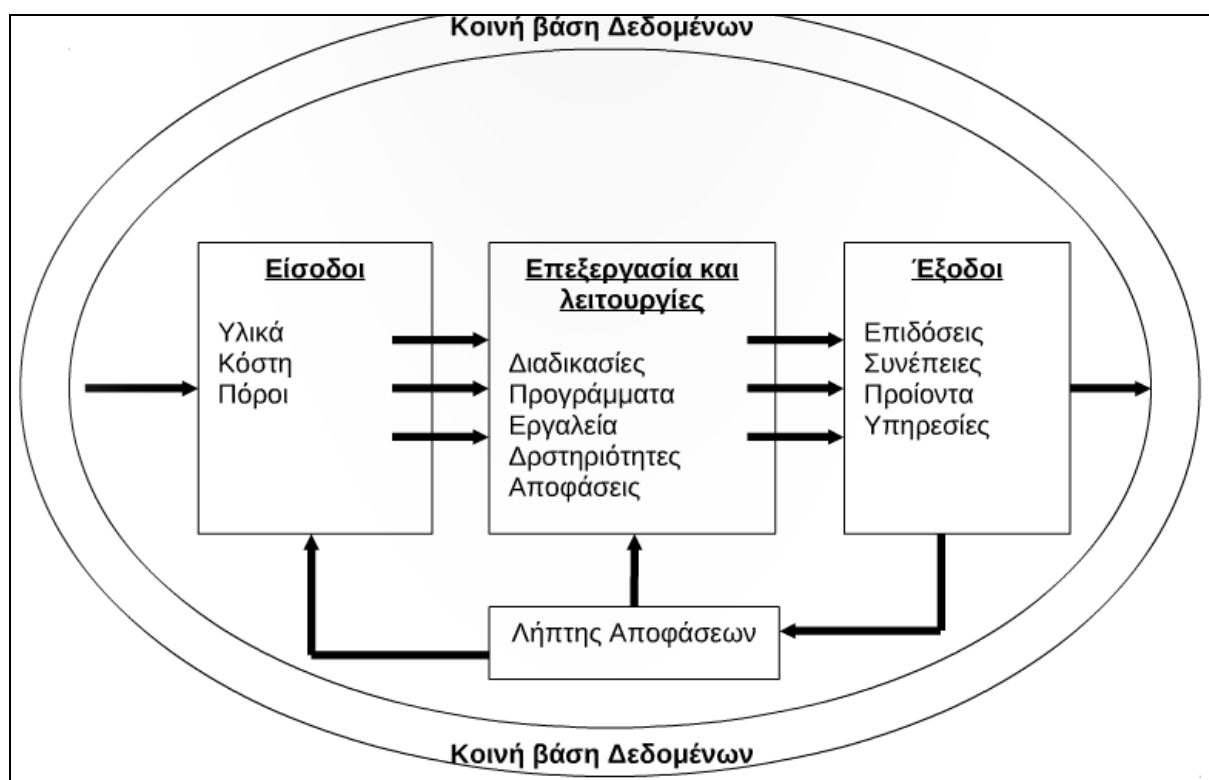 Κοινή βάση Δεδομένων
Είσοδοι
Υλικά
Κόστη
Πόροι
Επεξεργασία και
λειτουργίες
Διαδικασίες
Προγράμματα
Εργαλεία
Δρστηριότητες
Αποφάσεις
Έξοδοι
Επιδόσεις
Συνέπειες
Προίοντα
Υπηρεσίες
Λήπτης Αποφάσεων
Κοινή βάση Δεδομένων